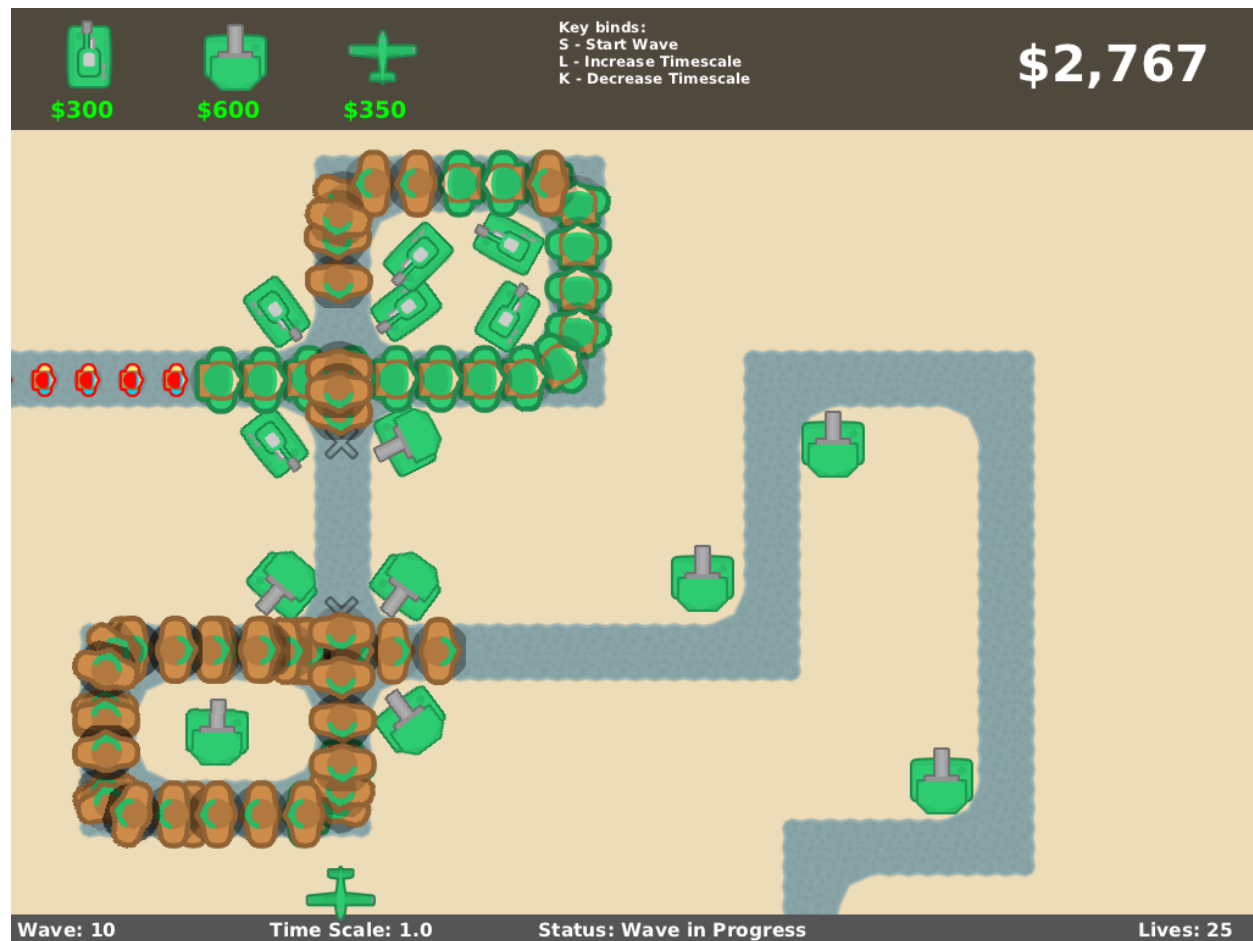 Key binds:
S - Start Wave
L - Increase Timescale
K - Decrease Timescale
$2,767
$300
$600
$350
Wave: 10
Time Scale: 1.0
Status: Wave in Progress
Lives: 25